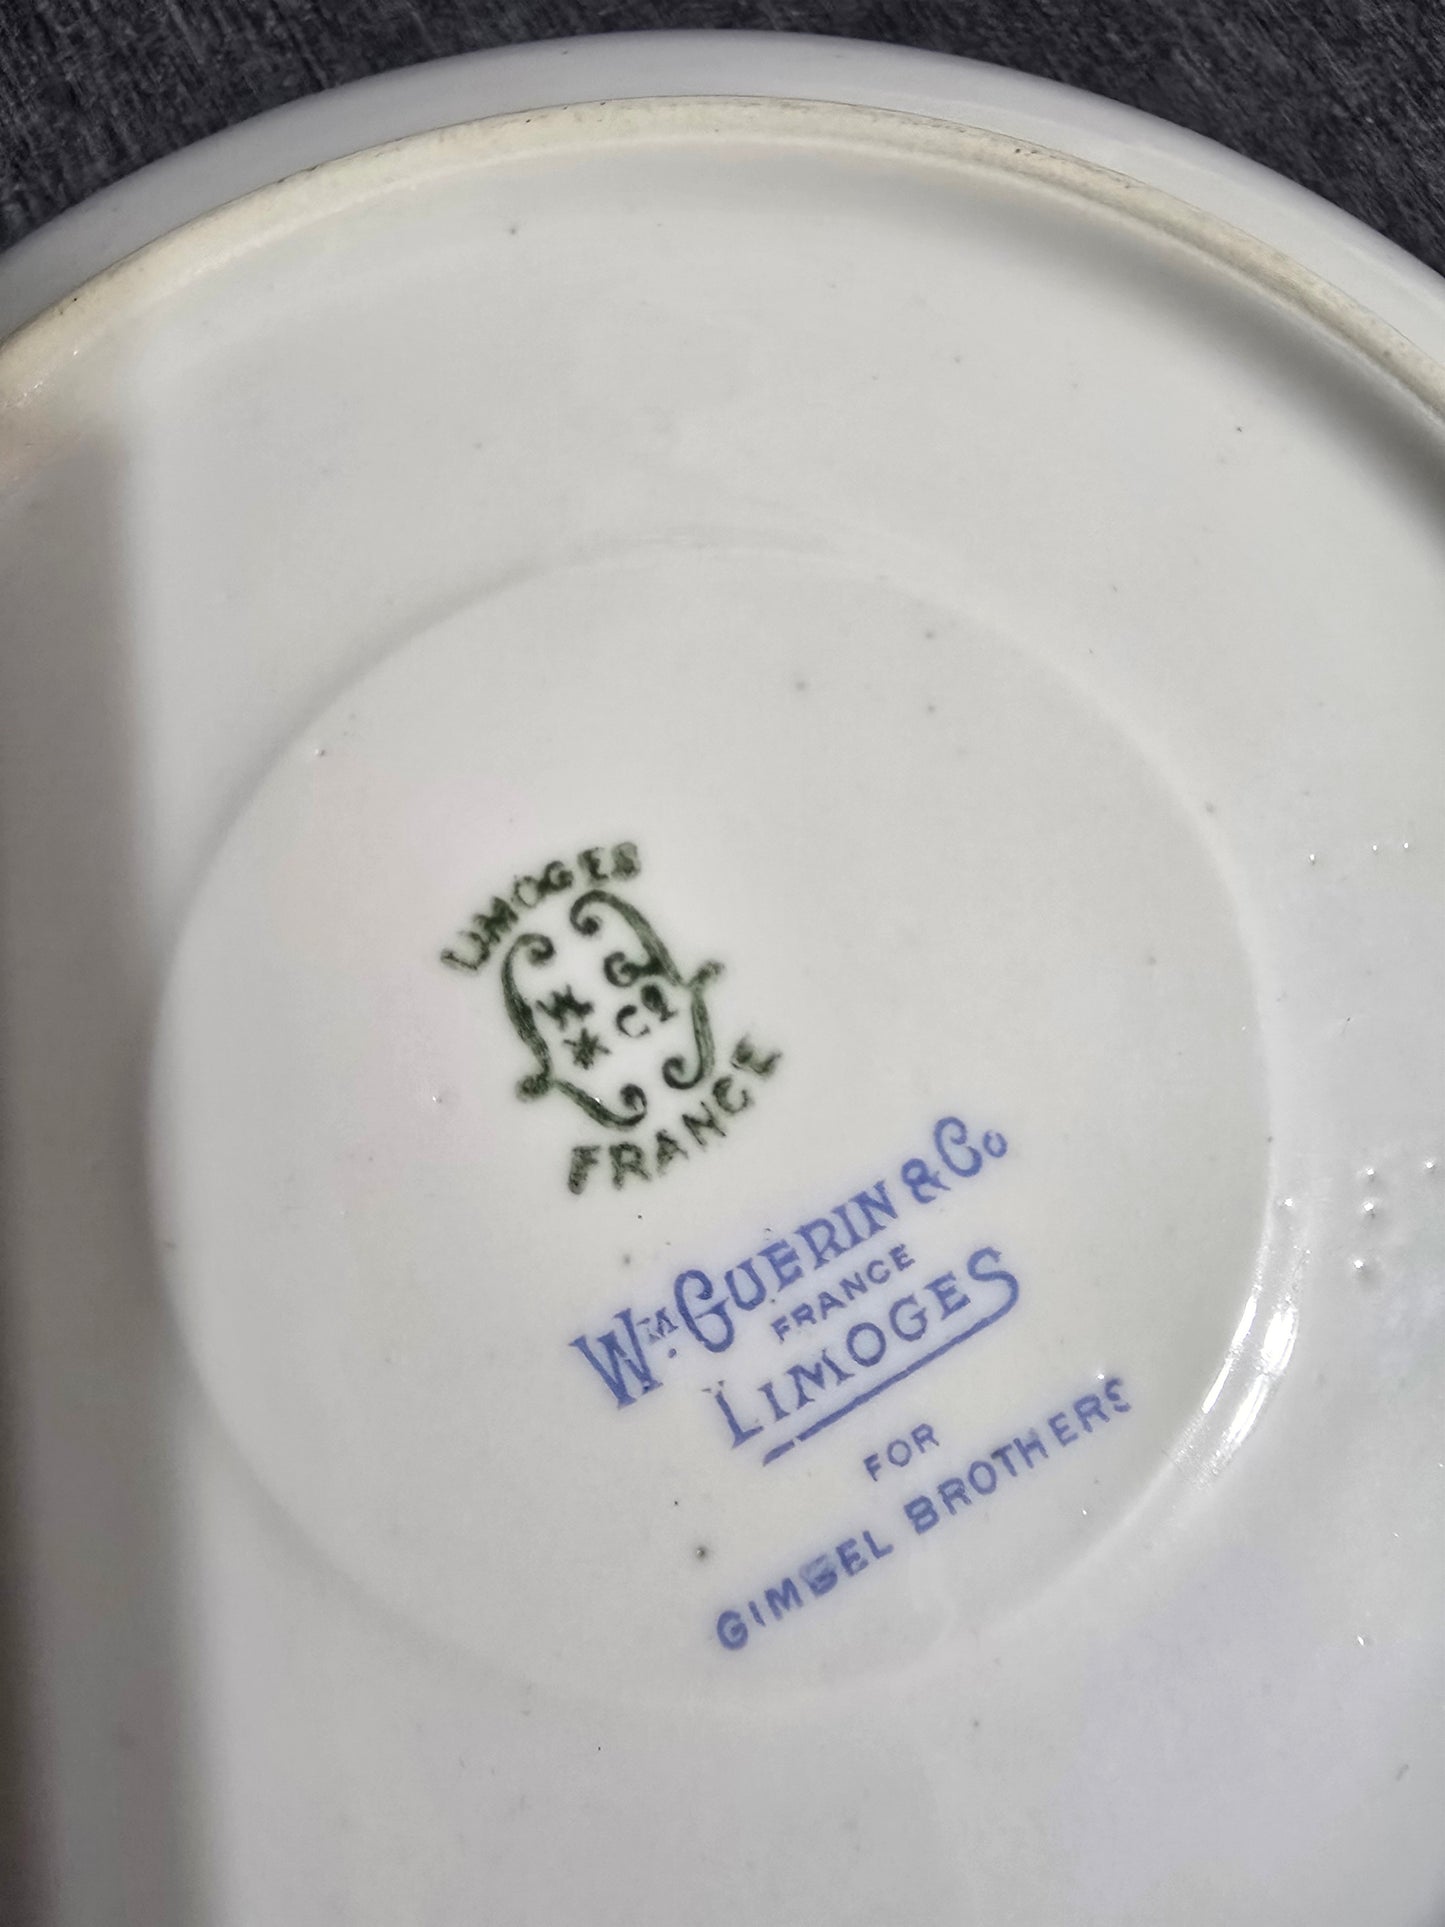 LIMOGES
W G
& Co
FRANCE
WM. GUERIN & Co
FRANCE
LIMOGES
FOR
GIMBEL BROTHERS